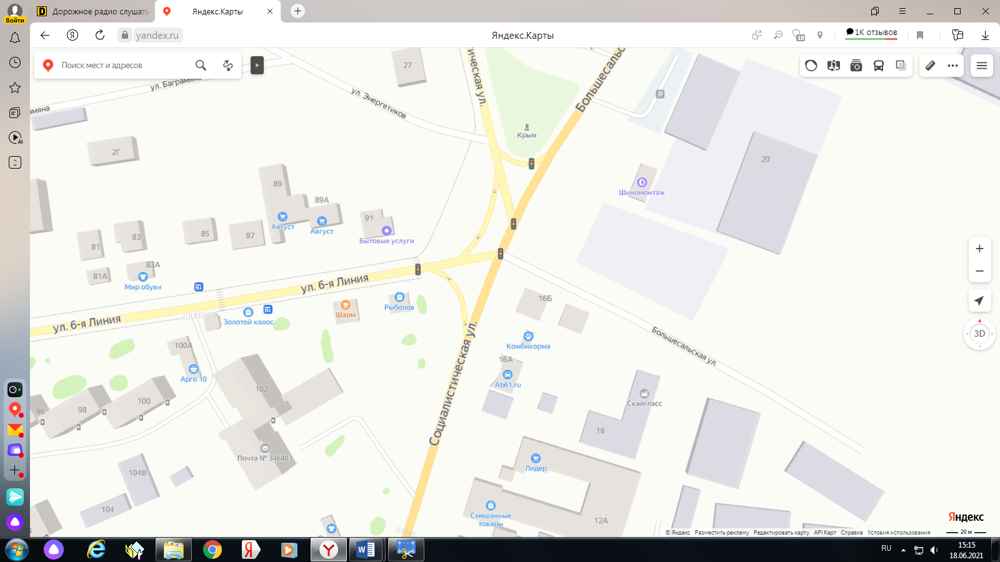 Войти
Дорожное радио слушать
Яндекс.Карты
yandex.ru
Яндекс.Карты
10
1К отзывов
2
Поиск мест и адресов
ул. Баграмяна
амяна
27
ул. Энергетиков
ическая ул.
Большесальс
P
Крым
2Г
20
Шиномонтаж
89
89А
Август
Август
91
Бытовые услуги
81
83
85
87
81А
83А
Мир обуви
ул. 6-я Линия
ул. 6-я Линия
Рыболов
Шарм
Золотой колос
16Б
Комбикорма
Большесальская ул.
Социалистическая ул.
16А
Ab61.ru
100А
Арго 10
102
100
98
96
Скайгласс
18
Почта № 346803
Лидер
104В
104
Смешанные
товары
12А
3D
Яндекс
© Яндекс Разместить рекламу Редактировать карту API Карт Справка Условия использования
20 м
RU
15:15
18.06.2021